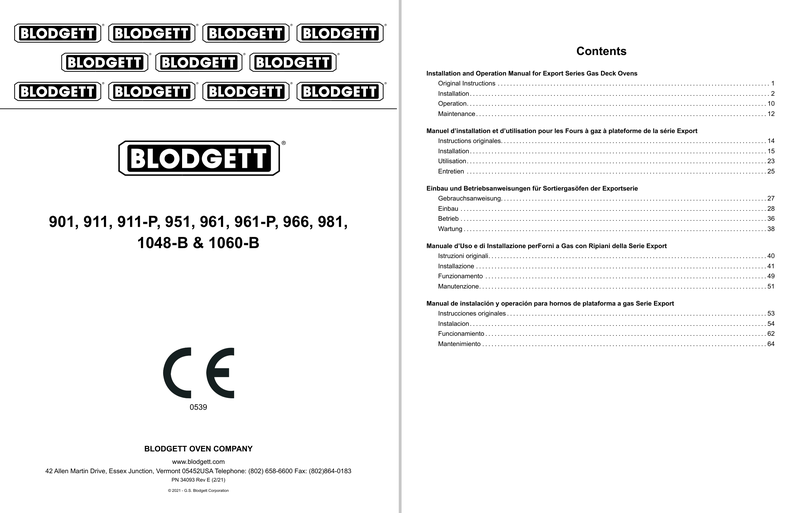 BLODGETT® BLODGETT® BLODGETT® BLODGETT®
BLODGETT® BLODGETT® BLODGETT®
BLODGETT® BLODGETT® BLODGETT® BLODGETT®
BLODGETT®
901, 911, 911-P, 951, 961, 961-P, 966, 981,
1048-B & 1060-B
CE
0539
BLODGETT OVEN COMPANY
www.blodgett.com
42 Allen Martin Drive, Essex Junction, Vermont 05452USA Telephone: (802) 658-6600 Fax: (802)864-0183
PN 34093 Rev E (2/21)
© 2021 - G.S. Blodgett Corporation
Contents
Installation and Operation Manual for Export Series Gas Deck Ovens
Original Instructions 1
Installation 2
Operation 10
Maintenance 12
Manuel d'installation et d'utilisation pour les Fours à gaz à plateforme de la série Export
Instructions originales 14
Installation 15
Utilisation 23
Entretien 25
Einbau und Betriebsanweisungen für Sortiergasöfen der Exportserie
Gebrauchsanweisung 27
Einbau 28
Betrieb 36
Wartung 38
Manuale d'Uso e di Installazione perForni a Gas con Ripiani della Serie Export
Istruzioni originali 40
Installazione 41
Funzionamento 49
Manutenzione 51
Manual de instalación y operación para hornos de plataforma a gas Serie Export
Instrucciones originales 53
Instalacion 54
Funcionamiento 62
Mantenimiento 64